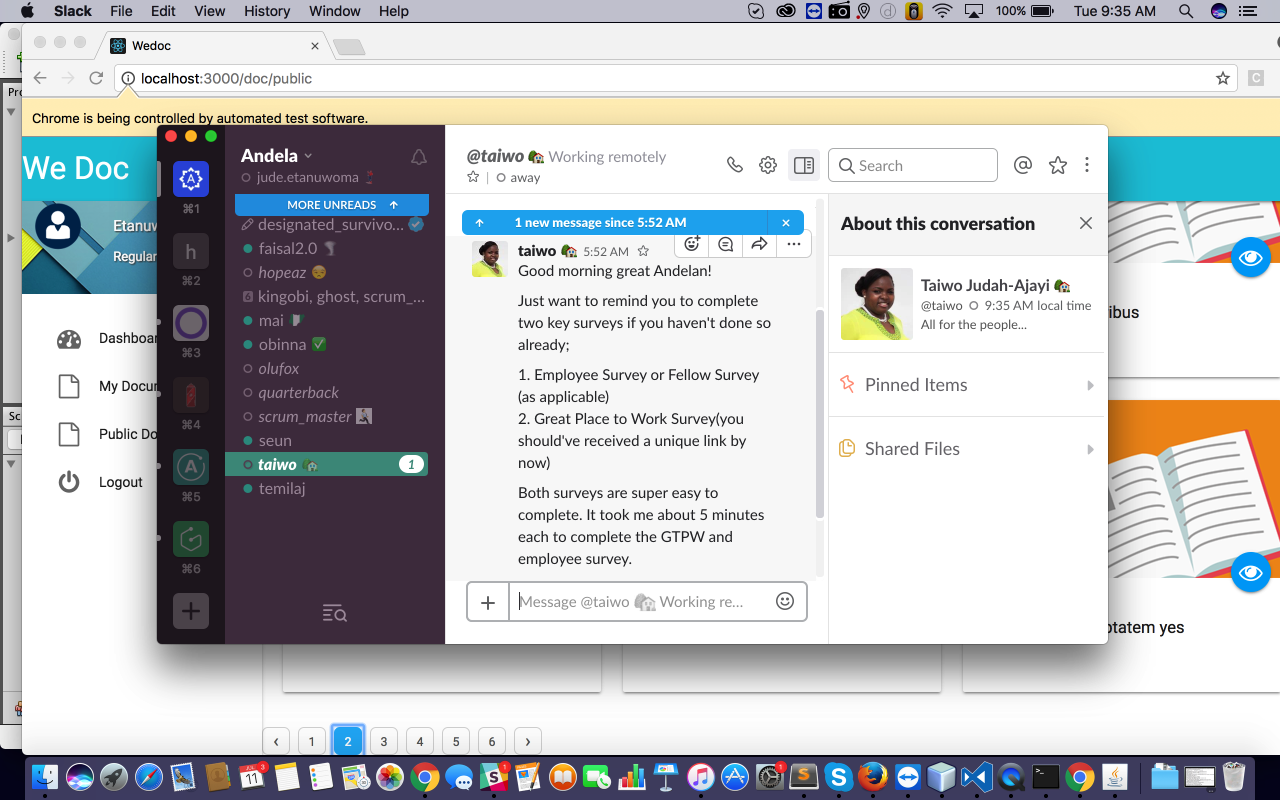 Slack File Edit View History Window Help 100% Tue 9:35 AM
Wedoc
localhost:3000/doc/public
C
Pro
Chrome is being controlled by automated test software.
We Doc
Etanuw
Regular
Dashboar
My Docum
Public Do
Logout
Sc
⌘1
h
⌘2
⌘3
⌘4
⌘5
⌘6
Andela
jude.etanuwoma
MORE UNREADS
designated_survivo...
faisal2.0
hopeaz
kingobi, ghost, scrum_...
mai
obinna
olufox
quarterback
scrum_master
seun
taiwo 1
temilaj
@taiwo Working remotely
away
Search
1 new message since 5:52 AM
taiwo 5:52 AM
Good morning great Andelan!
Just want to remind you to complete
two key surveys if you haven't done so
already;
1. Employee Survey or Fellow Survey
(as applicable)
2. Great Place to Work Survey(you
should've received a unique link by
now)
Both surveys are super easy to
complete. It took me about 5 minutes
each to complete the GTPW and
employee survey.
Message @taiwo Working re...
About this conversation
Taiwo Judah-Ajayi
@taiwo 9:35 AM local time
All for the people...
Pinned Items
Shared Files
ibus
otatem yes
‹ 1 2 3 4 5 6 ›
JUL 11 3
1
1